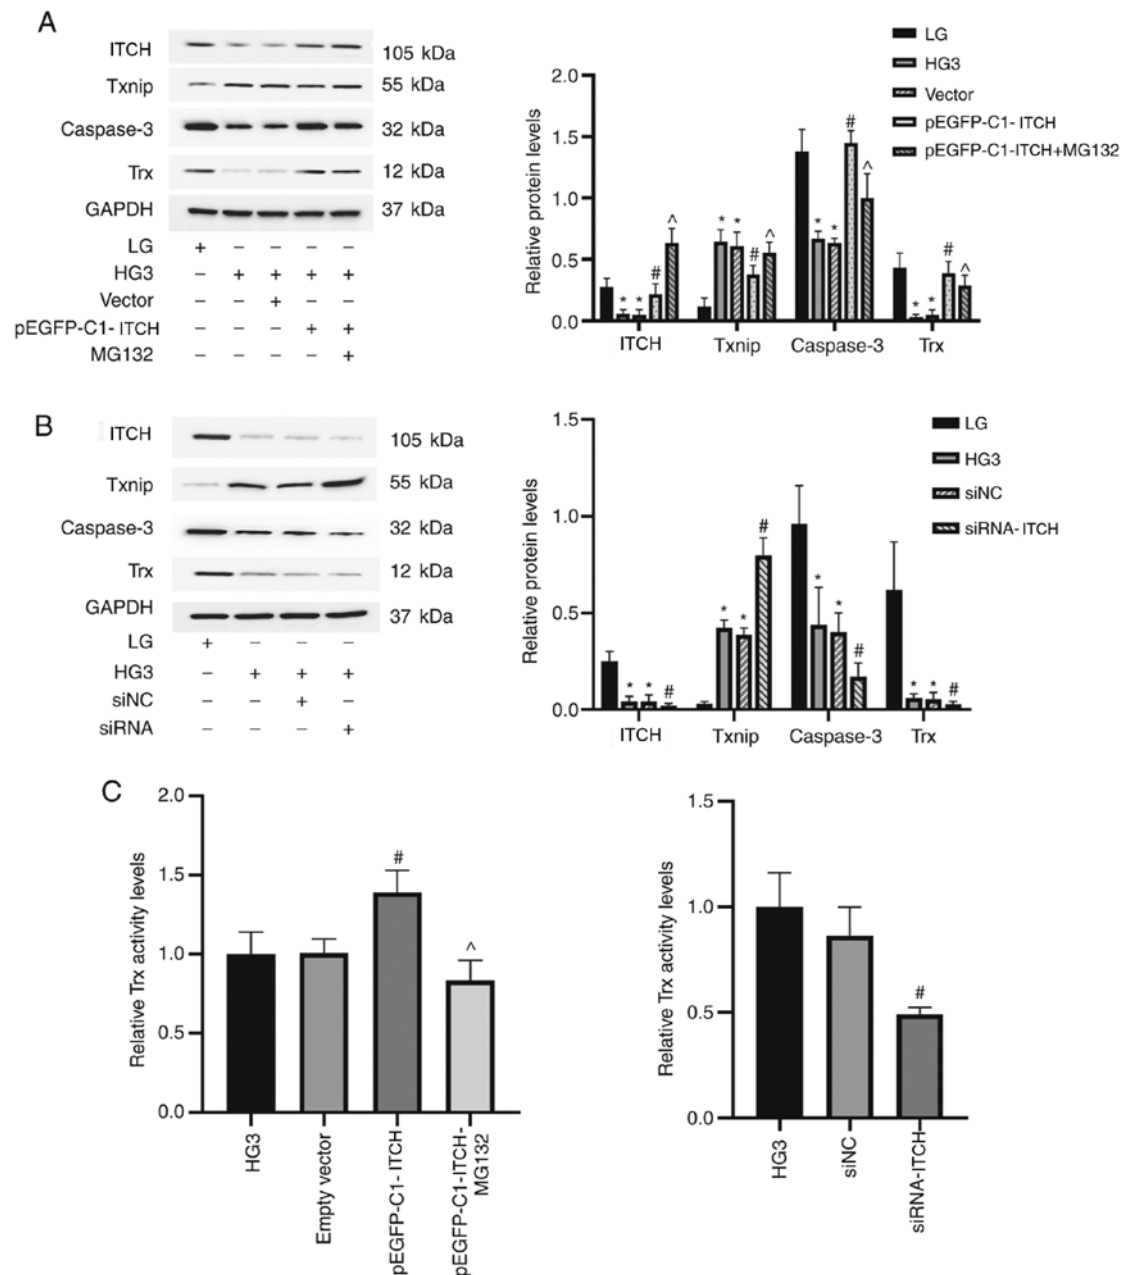 A
ITCH 105 kDa
Txnip 55 kDa
Caspase-3 32 kDa
Trx 12 kDa
GAPDH 37 kDa
LG + – – – –
HG3 – + + + +
Vector – – + – –
pEGFP-C1-ITCH – – – + +
MG132 – – – – +
Relative protein levels
2.0
1.5
1.0
0.5
0.0
* * # ^
* * # ^
* * # ^
* * # ^
ITCH Txnip Caspase-3 Trx
LG
HG3
Vector
pEGFP-C1-ITCH
pEGFP-C1-ITCH+MG132
B
ITCH 105 kDa
Txnip 55 kDa
Caspase-3 32 kDa
Trx 12 kDa
GAPDH 37 kDa
LG + – – –
HG3 – + + +
siNC – – + –
siRNA – – – +
Relative protein levels
1.5
1.0
0.5
0.0
* * #
* * #
* * #
* * #
ITCH Txnip Caspase-3 Trx
LG
HG3
siNC
siRNA-ITCH
C
Relative Trx activity levels
2.0
1.5
1.0
0.5
0.0
#
^
HG3
Empty vector
pEGFP-C1-ITCH
pEGFP-C1-ITCH-
MG132
Relative Trx activity levels
1.5
1.0
0.5
0.0
#
HG3
siNC
siRNA-ITCH